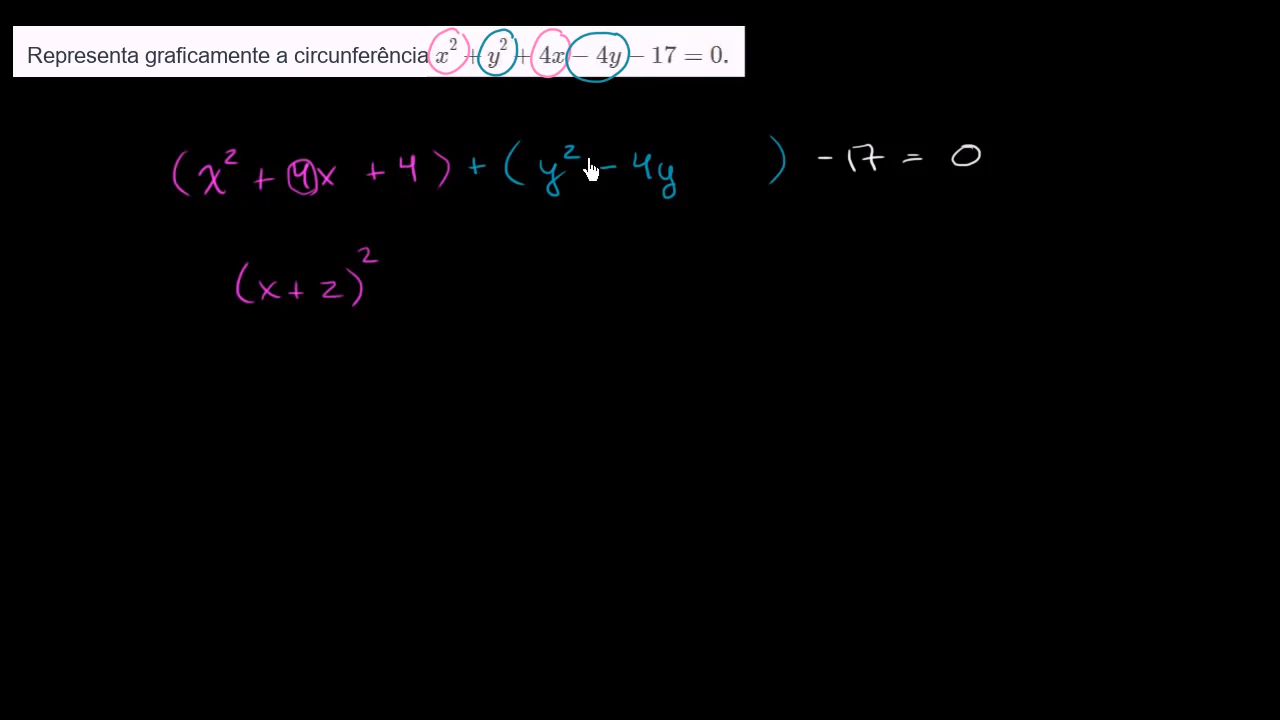 Representa graficamente a circunferência x² + y² + 4x − 4y − 17 = 0.
(x² + 4x + 4) + (y² − 4y ) − 17 = 0
(x + 2)²